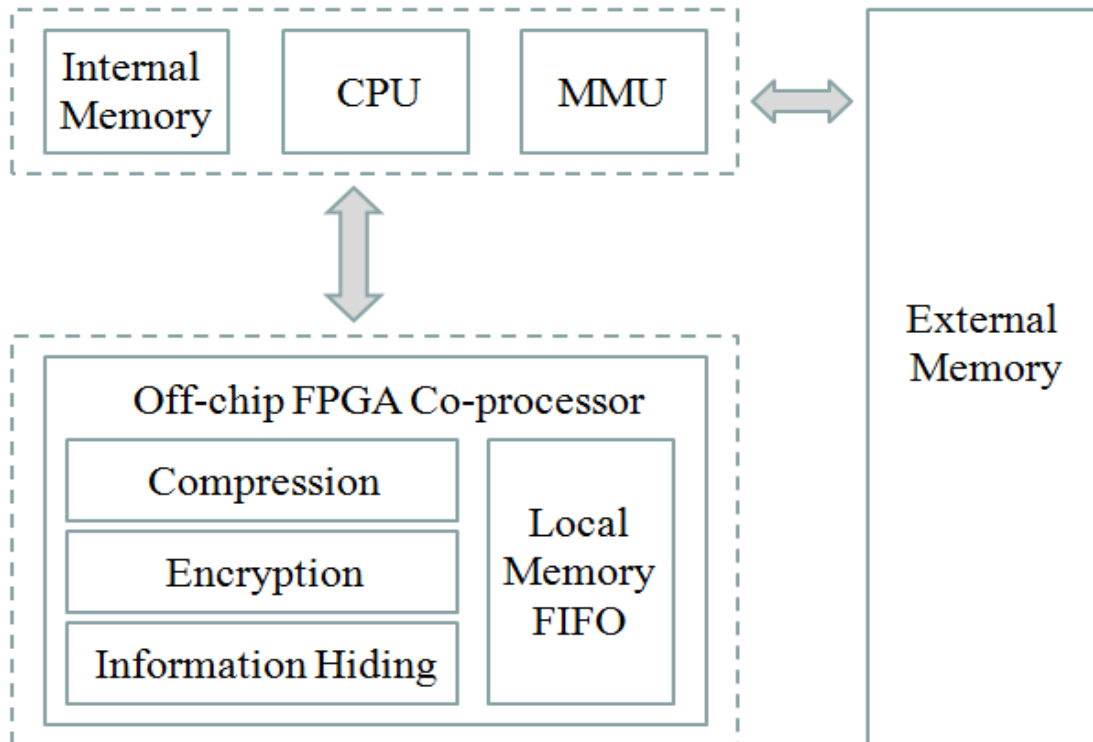 Internal
Memory
CPU
MMU
External
Memory
Off-chip FPGA Co-processor
Compression
Encryption
Information Hiding
Local
Memory
FIFO